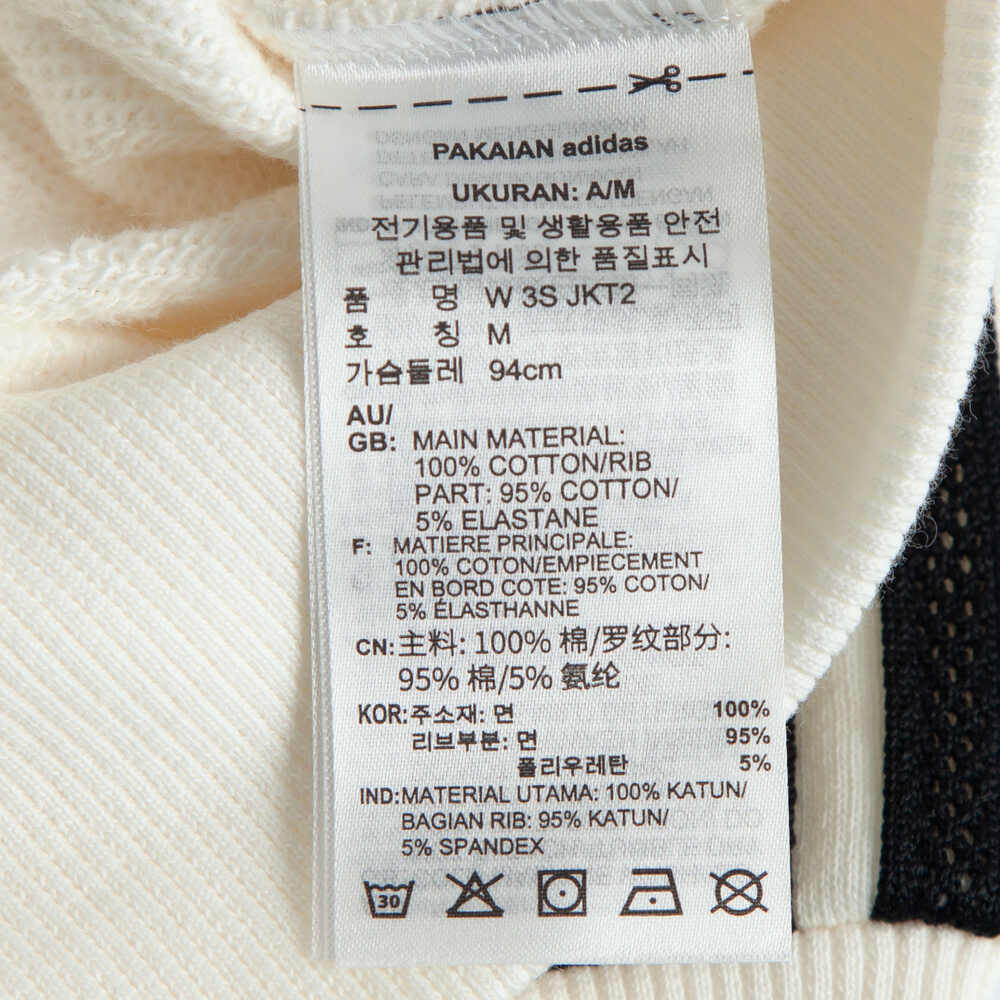 PAKAIAN adidas
UKURAN: A/M
전기용품 및 생활용품 안전
관리법에 의한 품질표시
품 명 W 3S JKT2
호 칭 M
가슴둘레 94cm
AU/
GB: MAIN MATERIAL:
100% COTTON/RIB
PART: 95% COTTON/
5% ELASTANE
F: MATIERE PRINCIPALE:
100% COTON/EMPIECEMENT
EN BORD COTE: 95% COTON/
5% ÉLASTHANNE
CN: 主料: 100% 棉/罗纹部分:
95% 棉/5% 氨纶
KOR: 주소재: 면 100%
리브부분: 면 95%
폴리우레탄 5%
IND: MATERIAL UTAMA: 100% KATUN/
BAGIAN RIB: 95% KATUN/
5% SPANDEX
30